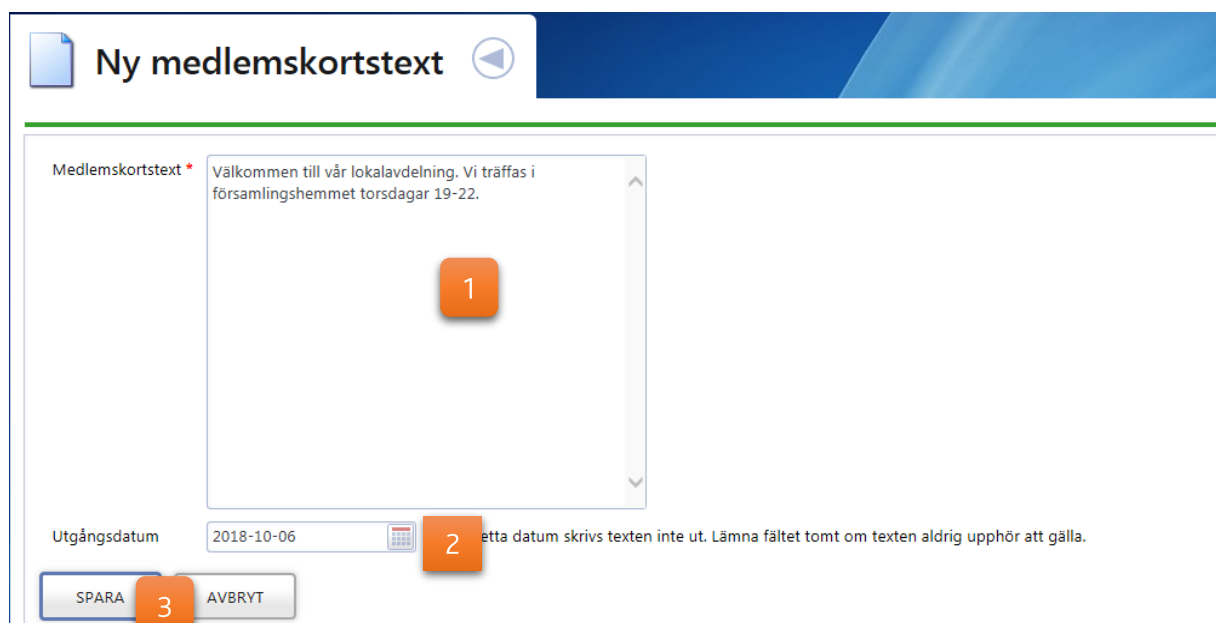 Ny medlemskortstext
Medlemskortstext *
Välkommen till vår lokalavdelning. Vi träffas i
församlingshemmet torsdagar 19-22.
1
Utgångsdatum 2018-10-06 2 etta datum skrivs texten inte ut. Lämna fältet tomt om texten aldrig upphör att gälla.
SPARA 3 AVBRYT